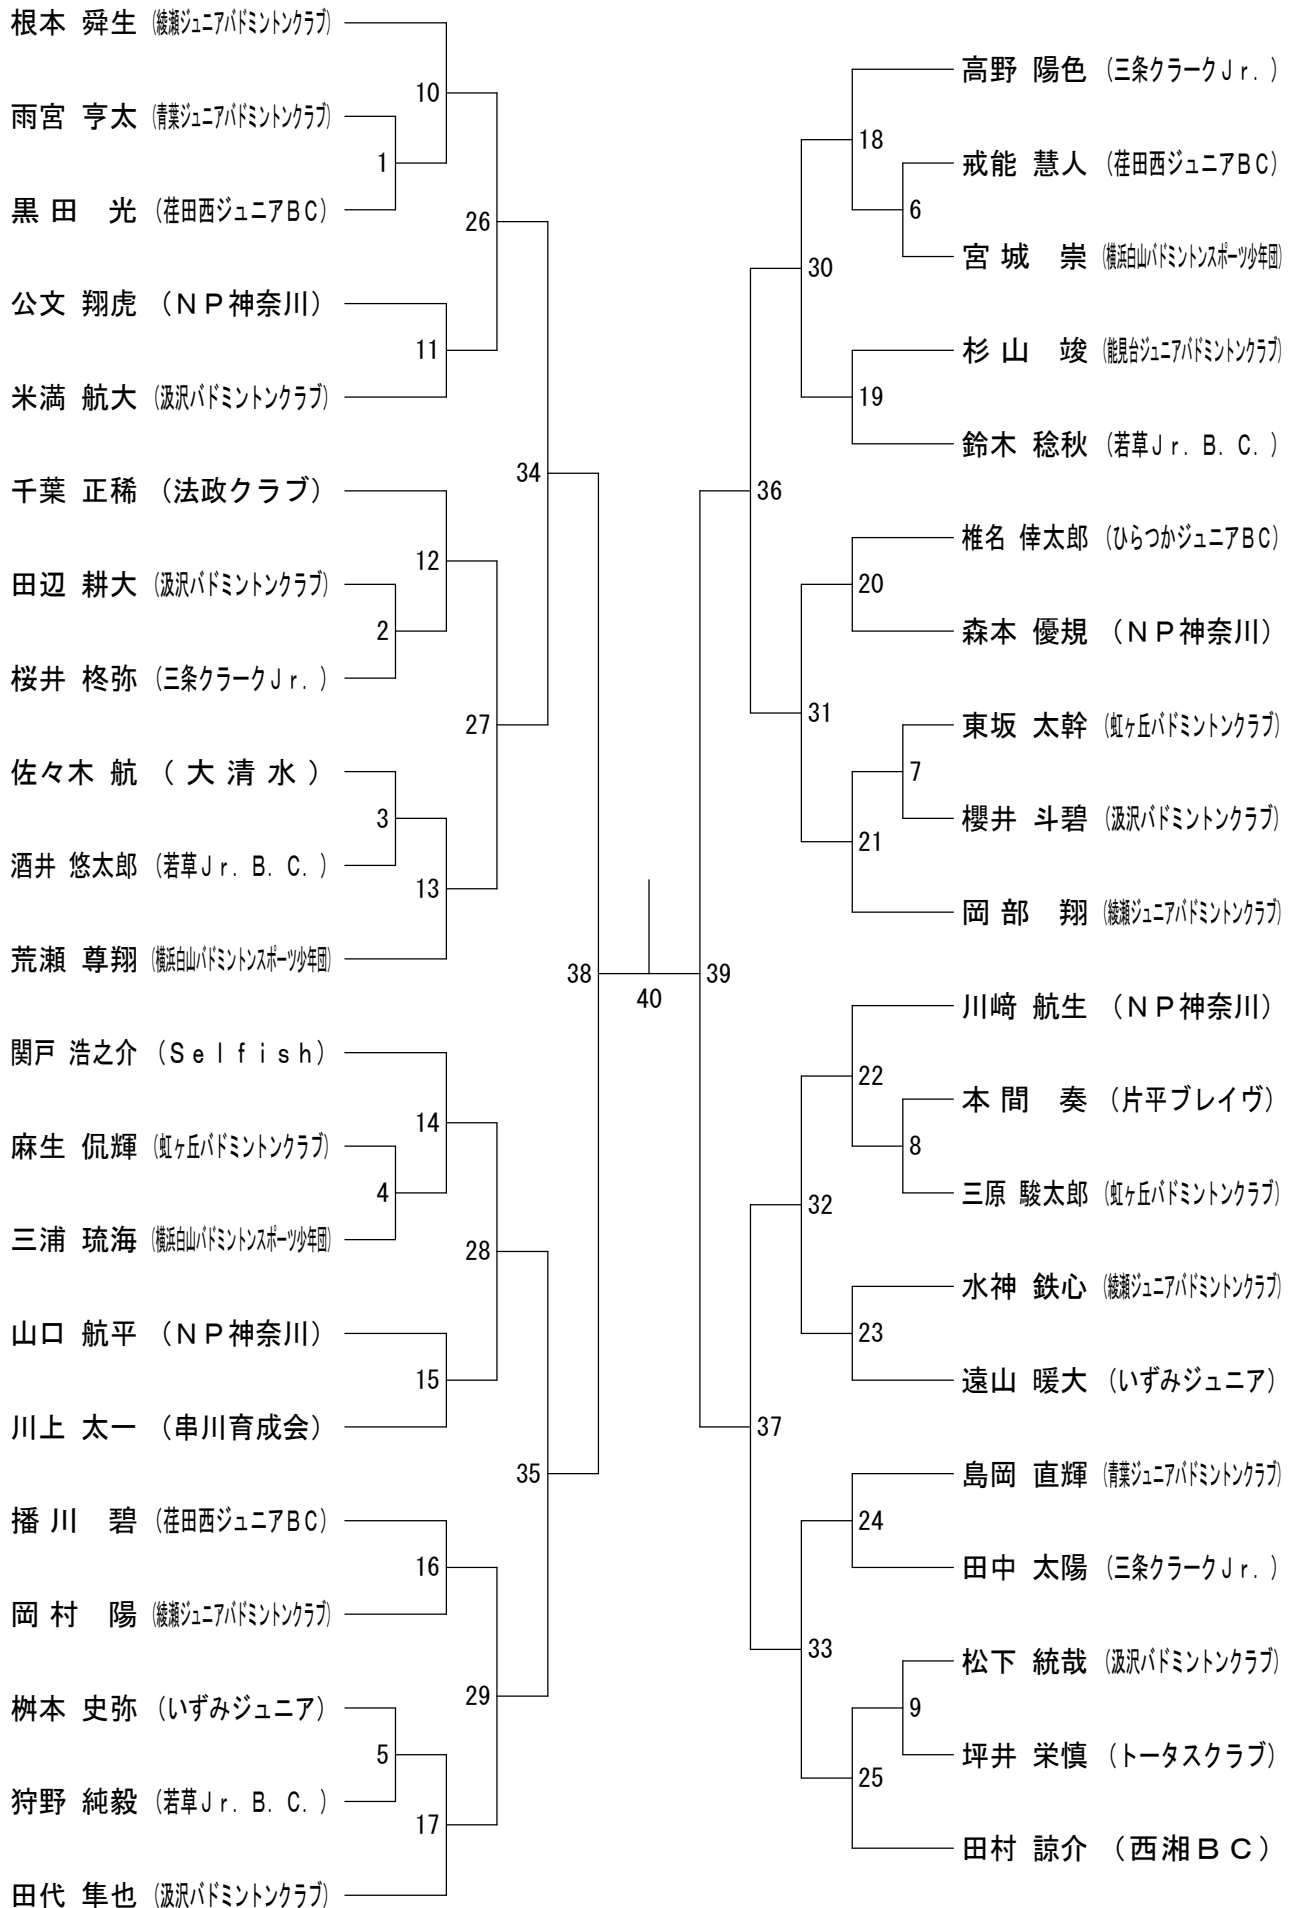 根本 舜生 (綾瀬ジュニアバドミントンクラブ)
10
雨宮 亨太 (青葉ジュニアバドミントンクラブ)
1
黒田 光 (荏田西ジュニアBC)
26
公文 翔虎 (NP神奈川)
11
米満 航大 (汲沢バドミントンクラブ)
34
千葉 正稀 (法政クラブ)
12
田辺 耕大 (汲沢バドミントンクラブ)
2
桜井 柊弥 (三条クラークJr.)
27
佐々木 航 (大清水)
3
酒井 悠太郎 (若草Jr.B.C.)
13
荒瀬 尊翔 (横浜白山バドミントンスポーツ少年団)
38
関戸 浩之介 (Selfish)
14
麻生 侃輝 (虹ヶ丘バドミントンクラブ)
4
三浦 琉海 (横浜白山バドミントンスポーツ少年団)
28
山口 航平 (NP神奈川)
15
川上 太一 (串川育成会)
35
播川 碧 (荏田西ジュニアBC)
16
岡村 陽 (綾瀬ジュニアバドミントンクラブ)
29
桝本 史弥 (いずみジュニア)
5
狩野 純毅 (若草Jr.B.C.)
17
田代 隼也 (汲沢バドミントンクラブ)
40
高野 陽色 (三条クラークJr.)
18
戒能 慧人 (荏田西ジュニアBC)
6
宮城 崇 (横浜白山バドミントンスポーツ少年団)
30
杉山 竣 (能見台ジュニアバドミントンクラブ)
19
鈴木 稔秋 (若草Jr.B.C.)
36
椎名 倖太郎 (ひらつかジュニアBC)
20
森本 優規 (NP神奈川)
31
東坂 太幹 (虹ヶ丘バドミントンクラブ)
7
櫻井 斗碧 (汲沢バドミントンクラブ)
21
岡部 翔 (綾瀬ジュニアバドミントンクラブ)
39
川﨑 航生 (NP神奈川)
22
本間 奏 (片平ブレイヴ)
8
三原 駿太郎 (虹ヶ丘バドミントンクラブ)
32
水神 鉄心 (綾瀬ジュニアバドミントンクラブ)
23
遠山 暖大 (いずみジュニア)
37
島岡 直輝 (青葉ジュニアバドミントンクラブ)
24
田中 太陽 (三条クラークJr.)
33
松下 統哉 (汲沢バドミントンクラブ)
9
坪井 栄慎 (トータスクラブ)
25
田村 諒介 (西湘BC)